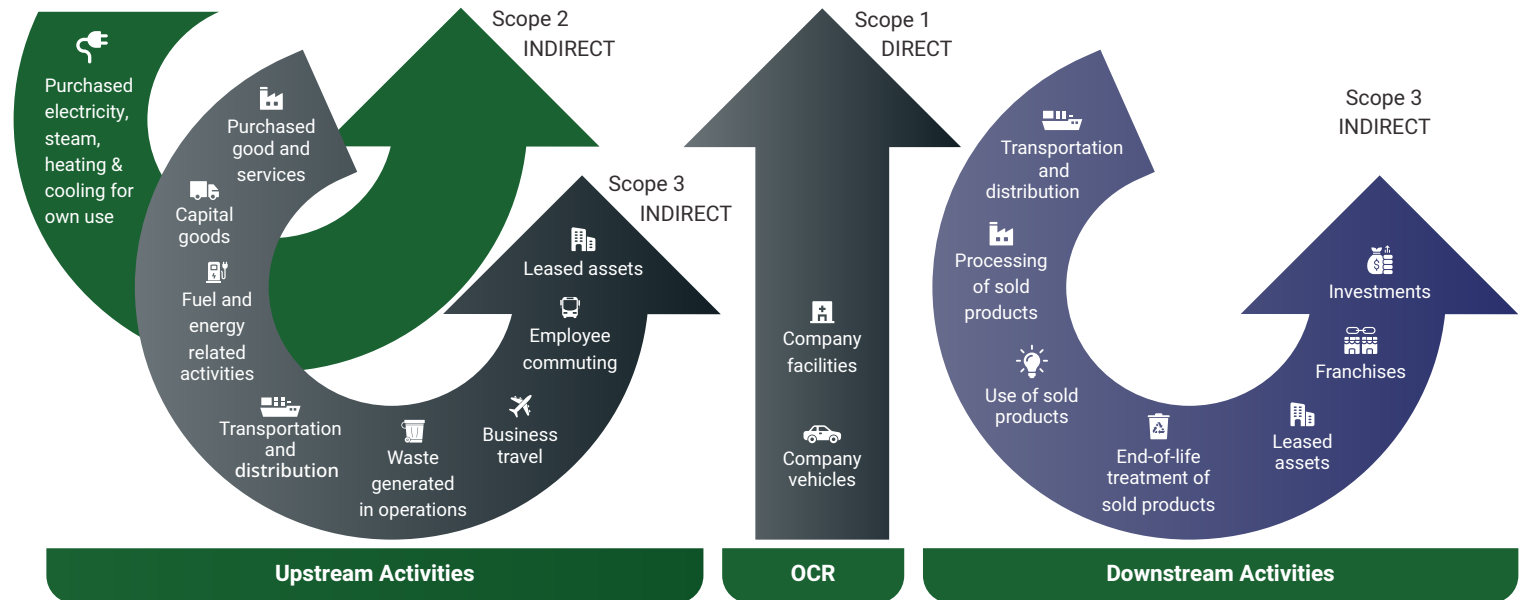 Scope 2
INDIRECT
Purchased
electricity,
steam,
heating &
cooling for
own use
Purchased
good and
services
Capital
goods
Fuel and
energy
related
activities
Transportation
and
distribution
Waste
generated
in operations
Business
travel
Employee
commuting
Leased assets
Scope 3
INDIRECT
Upstream Activities
Scope 1
DIRECT
Company
facilities
Company
vehicles
OCR
Transportation
and
distribution
Processing
of sold
products
Use of sold
products
End-of-life
treatment of
sold products
Leased
assets
Franchises
Investments
Scope 3
INDIRECT
Downstream Activities